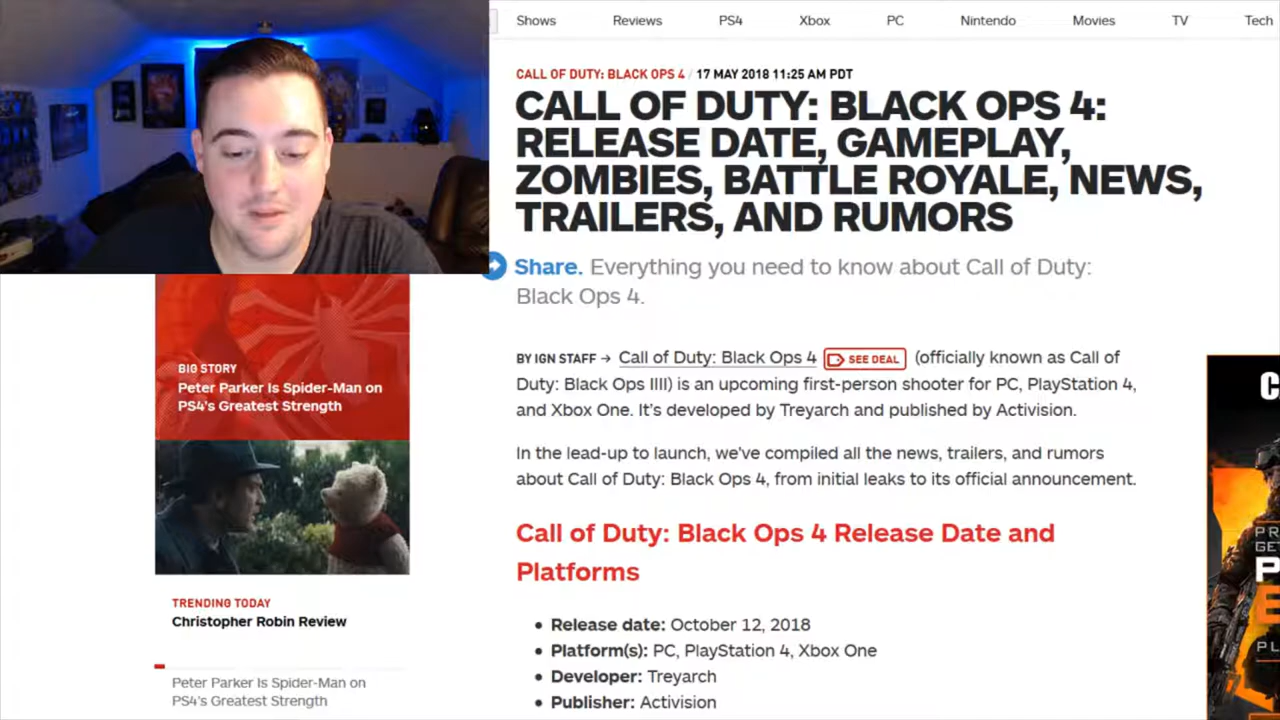 Shows Reviews PS4 Xbox PC Nintendo Movies TV Tech
CALL OF DUTY: BLACK OPS 4 / 17 MAY 2018 11:25 AM PDT
CALL OF DUTY: BLACK OPS 4:
RELEASE DATE, GAMEPLAY,
ZOMBIES, BATTLE ROYALE, NEWS,
TRAILERS, AND RUMORS
Share. Everything you need to know about Call of Duty:
Black Ops 4.
BY IGN STAFF → Call of Duty: Black Ops 4 SEE DEAL (officially known as Call of
Duty: Black Ops IIII) is an upcoming first-person shooter for PC, PlayStation 4,
and Xbox One. It's developed by Treyarch and published by Activision.
In the lead-up to launch, we've compiled all the news, trailers, and rumors
about Call of Duty: Black Ops 4, from initial leaks to its official announcement.
Call of Duty: Black Ops 4 Release Date and
Platforms
• Release date: October 12, 2018
• Platform(s): PC, PlayStation 4, Xbox One
• Developer: Treyarch
• Publisher: Activision
BIG STORY
Peter Parker Is Spider-Man on
PS4's Greatest Strength
TRENDING TODAY
Christopher Robin Review
Peter Parker Is Spider-Man on
PS4's Greatest Strength